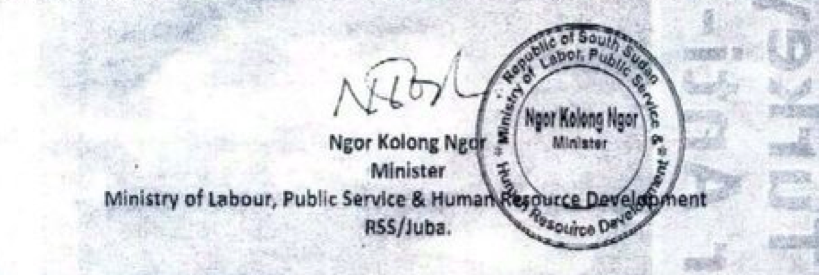 Ngor Kolong Ngor
Minister
Ministry of Labour, Public Service & Human Resource Development
RSS/Juba.
Republic of South Sudan
"Ministry of Labor, Public Service &"
Human Resource Development
Ngor Kolong Ngor
Minister